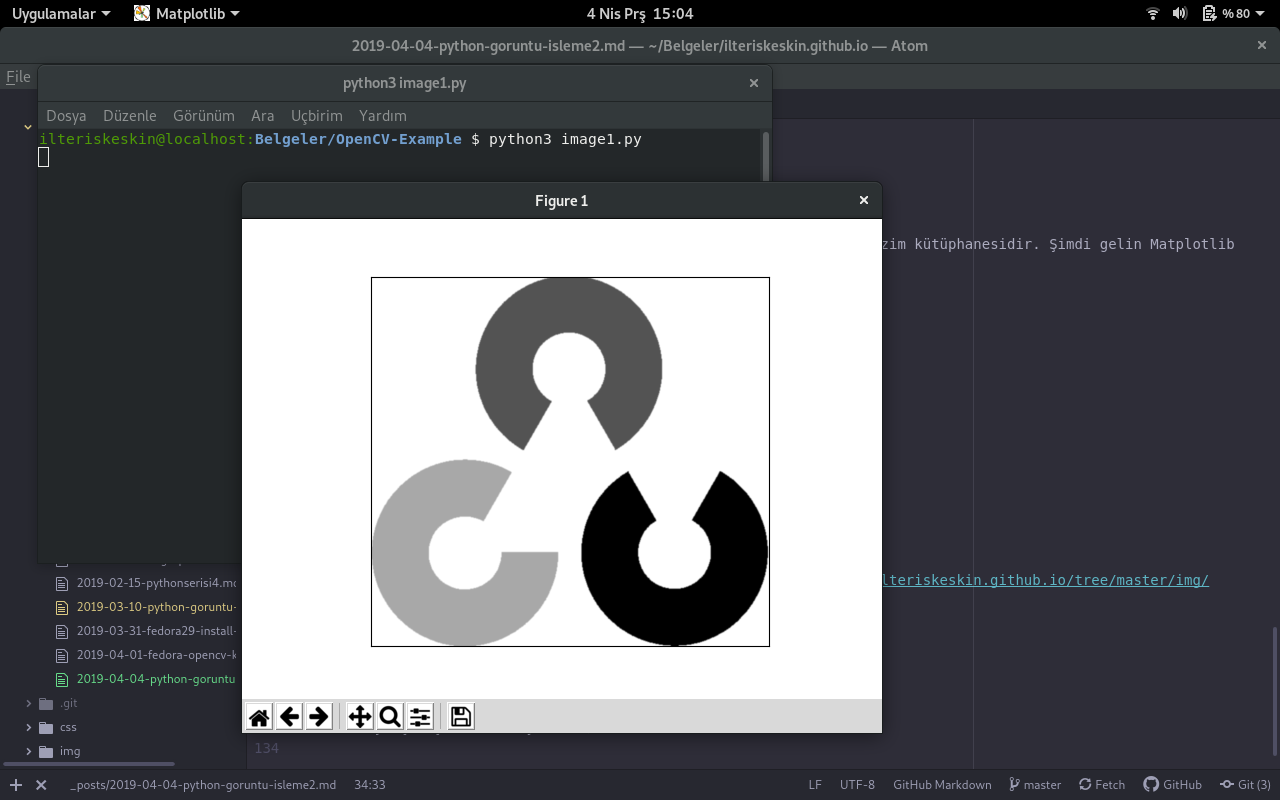 Uygulamalar Matplotlib 4 Nis Prş 15:04 %80
2019-04-04-python-goruntu-isleme2.md — ~/Belgeler/ilteriskeskin.github.io — Atom
File
python3 image1.py
Dosya Düzenle Görünüm Ara Uçbirim Yardım
ilteriskeskin@localhost:Belgeler/OpenCV-Example $ python3 image1.py
Figure 1
zim kütüphanesidir. Şimdi gelin Matplotlib
lteriskeskin.github.io/tree/master/img/
2019-02-15-pythonserisi4.md
2019-03-10-python-goruntu-
2019-03-31-fedora29-install-
2019-04-01-fedora-opencv-k
2019-04-04-python-goruntu
.git
css
img
134
_posts/2019-04-04-python-goruntu-isleme2.md 34:33 LF UTF-8 GitHub Markdown master Fetch GitHub Git (3)